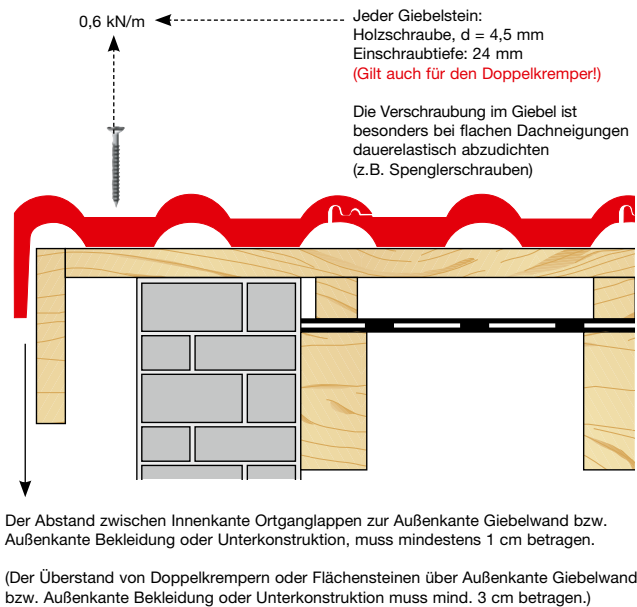 0,6 kN/m
Jeder Giebelstein:
Holzschraube, d = 4,5 mm
Einschraubtiefe: 24 mm
(Gilt auch für den Doppelkremper!)
Die Verschraubung im Giebel ist
besonders bei flachen Dachneigungen
dauerelastisch abzudichten
(z.B. Spenglerschrauben)
Der Abstand zwischen Innenkante Ortganglappen zur Außenkante Giebelwand bzw.
Außenkante Bekleidung oder Unterkonstruktion, muss mindestens 1 cm betragen.
(Der Überstand von Doppelkrempern oder Flächensteinen über Außenkante Giebelwand
bzw. Außenkante Bekleidung oder Unterkonstruktion muss mind. 3 cm betragen.)